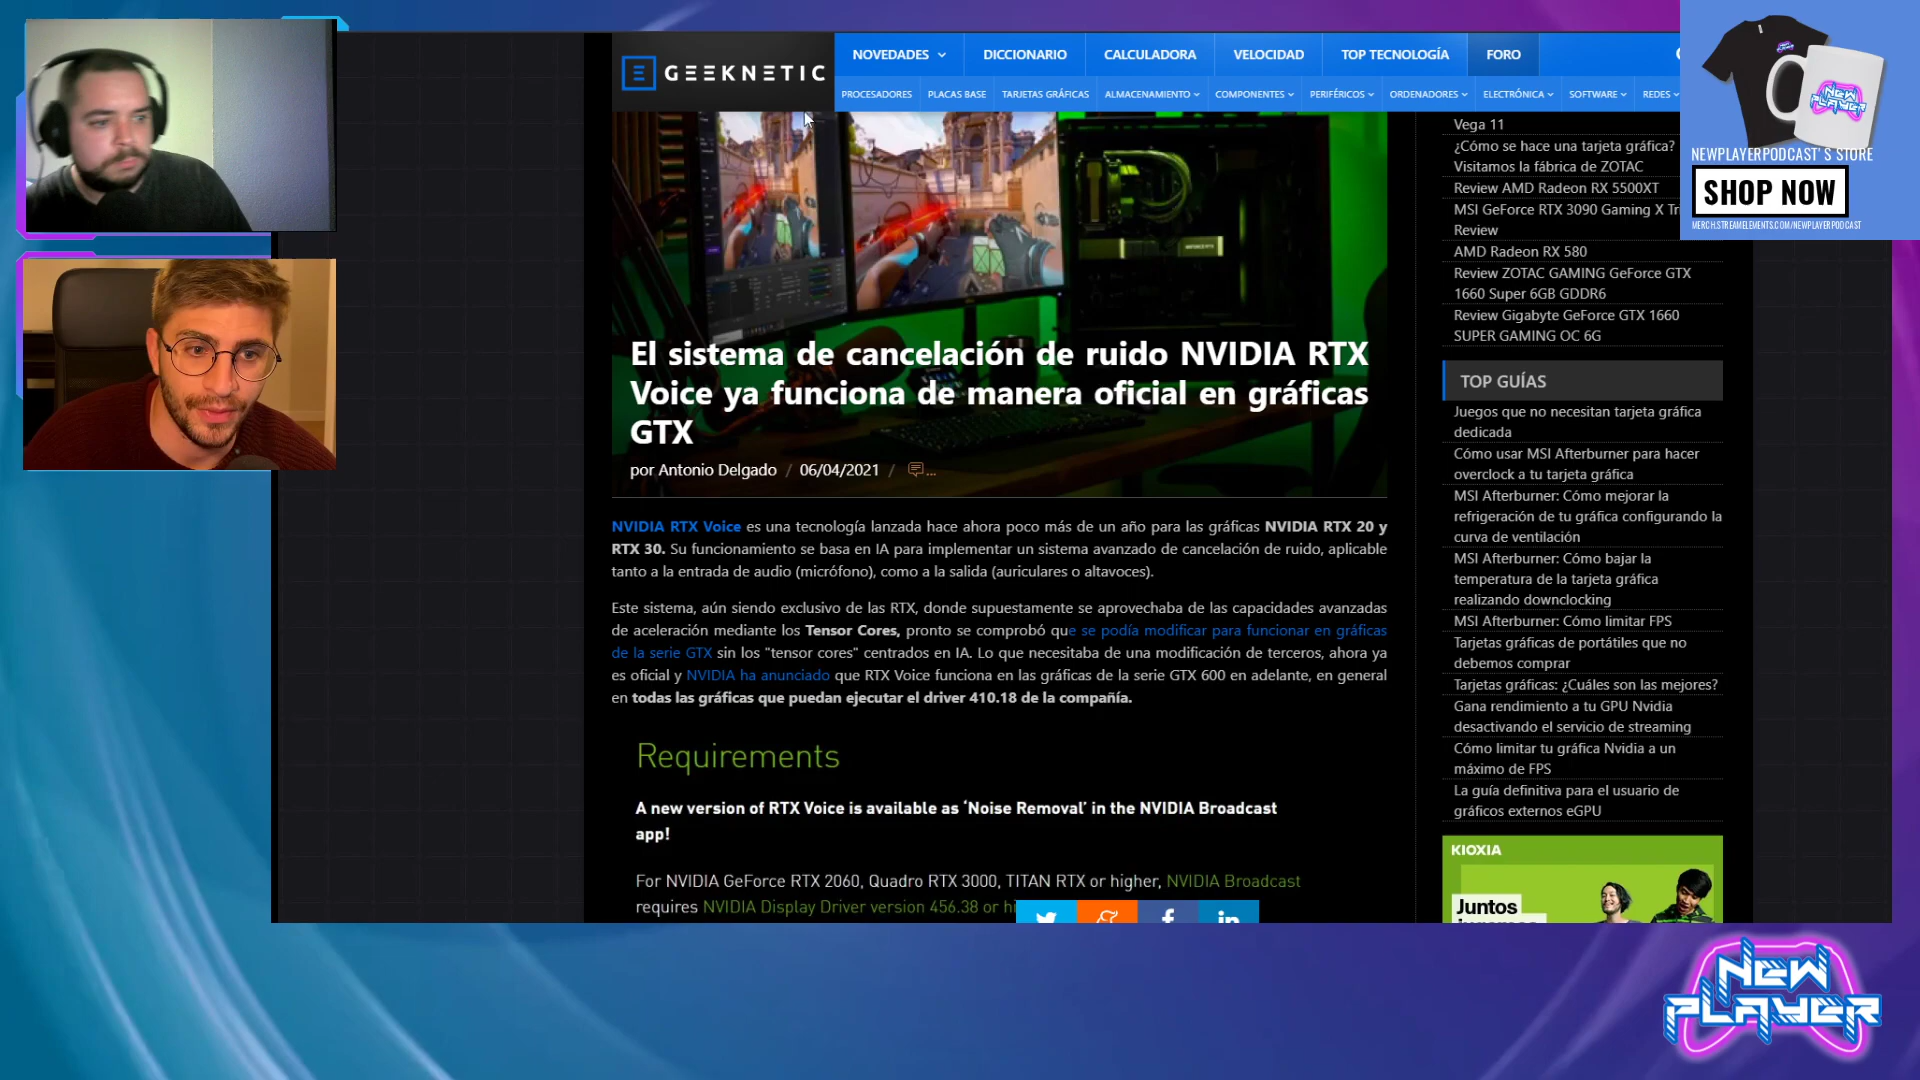 GEEKNETIC
NOVEDADES
DICCIONARIO
CALCULADORA
VELOCIDAD
TOP TECNOLOGÍA
FORO
PROCESADORES
PLACAS BASE
TARJETAS GRÁFICAS
ALMACENAMIENTO
COMPONENTES
PERIFÉRICOS
ORDENADORES
ELECTRÓNICA
SOFTWARE
REDES
El sistema de cancelación de ruido NVIDIA RTX
Voice ya funciona de manera oficial en gráficas
GTX
por Antonio Delgado / 06/04/2021 / ...
NVIDIA RTX Voice es una tecnología lanzada hace ahora poco más de un año para las gráficas NVIDIA RTX 20 y
RTX 30. Su funcionamiento se basa en IA para implementar un sistema avanzado de cancelación de ruido, aplicable
tanto a la entrada de audio (micrófono), como a la salida (auriculares o altavoces).
Este sistema, aún siendo exclusivo de las RTX, donde supuestamente se aprovechaba de las capacidades avanzadas
de aceleración mediante los Tensor Cores, pronto se comprobó que se podía modificar para funcionar en gráficas
de la serie GTX sin los "tensor cores" centrados en IA. Lo que necesitaba de una modificación de terceros, ahora ya
es oficial y NVIDIA ha anunciado que RTX Voice funciona en las gráficas de la serie GTX 600 en adelante, en general
en todas las gráficas que puedan ejecutar el driver 410.18 de la compañía.
Requirements
A new version of RTX Voice is available as ‘Noise Removal’ in the NVIDIA Broadcast
app!
For NVIDIA GeForce RTX 2060, Quadro RTX 3000, TITAN RTX or higher, NVIDIA Broadcast
requires NVIDIA Display Driver version 456.38 or hi
Vega 11
¿Cómo se hace una tarjeta gráfica?
Visitamos la fábrica de ZOTAC
Review AMD Radeon RX 5500XT
MSI GeForce RTX 3090 Gaming X Tr
Review
AMD Radeon RX 580
Review ZOTAC GAMING GeForce GTX
1660 Super 6GB GDDR6
Review Gigabyte GeForce GTX 1660
SUPER GAMING OC 6G
TOP GUÍAS
Juegos que no necesitan tarjeta gráfica
dedicada
Cómo usar MSI Afterburner para hacer
overclock a tu tarjeta gráfica
MSI Afterburner: Cómo mejorar la
refrigeración de tu gráfica configurando la
curva de ventilación
MSI Afterburner: Cómo bajar la
temperatura de la tarjeta gráfica
realizando downclocking
MSI Afterburner: Cómo limitar FPS
Tarjetas gráficas de portátiles que no
debemos comprar
Tarjetas gráficas: ¿Cuáles son las mejores?
Gana rendimiento a tu GPU Nvidia
desactivando el servicio de streaming
Cómo limitar tu gráfica Nvidia a un
máximo de FPS
La guía definitiva para el usuario de
gráficos externos eGPU
KIOXIA
Juntos
NEW
PLAYER
NEWPLAYERPODCAST'S STORE
SHOP NOW
MERCH.STREAMELEMENTS.COM/NEWPLAYERPODCAST
NEW
PLAYER